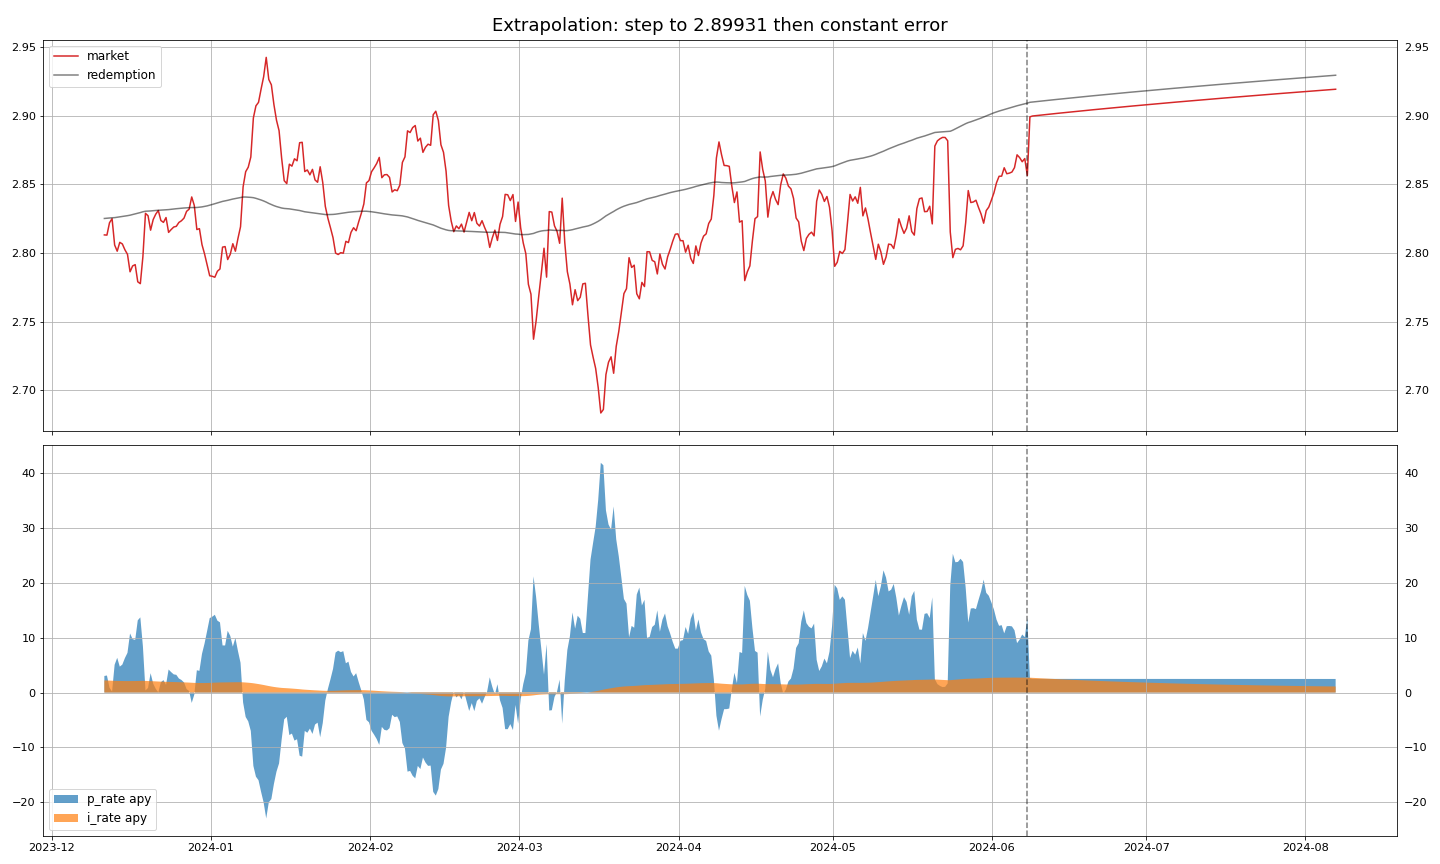 Extrapolation: step to 2.89931 then constant error
2.95 2.95
market
redemption
2.90 2.90
2.85 2.85
2.80 2.80
2.75 2.75
2.70 2.70
40 40
30 30
20 20
10 10
0 0
−10 −10
−20 −20
p_rate apy
i_rate apy
2023-12 2024-01 2024-02 2024-03 2024-04 2024-05 2024-06 2024-07 2024-08